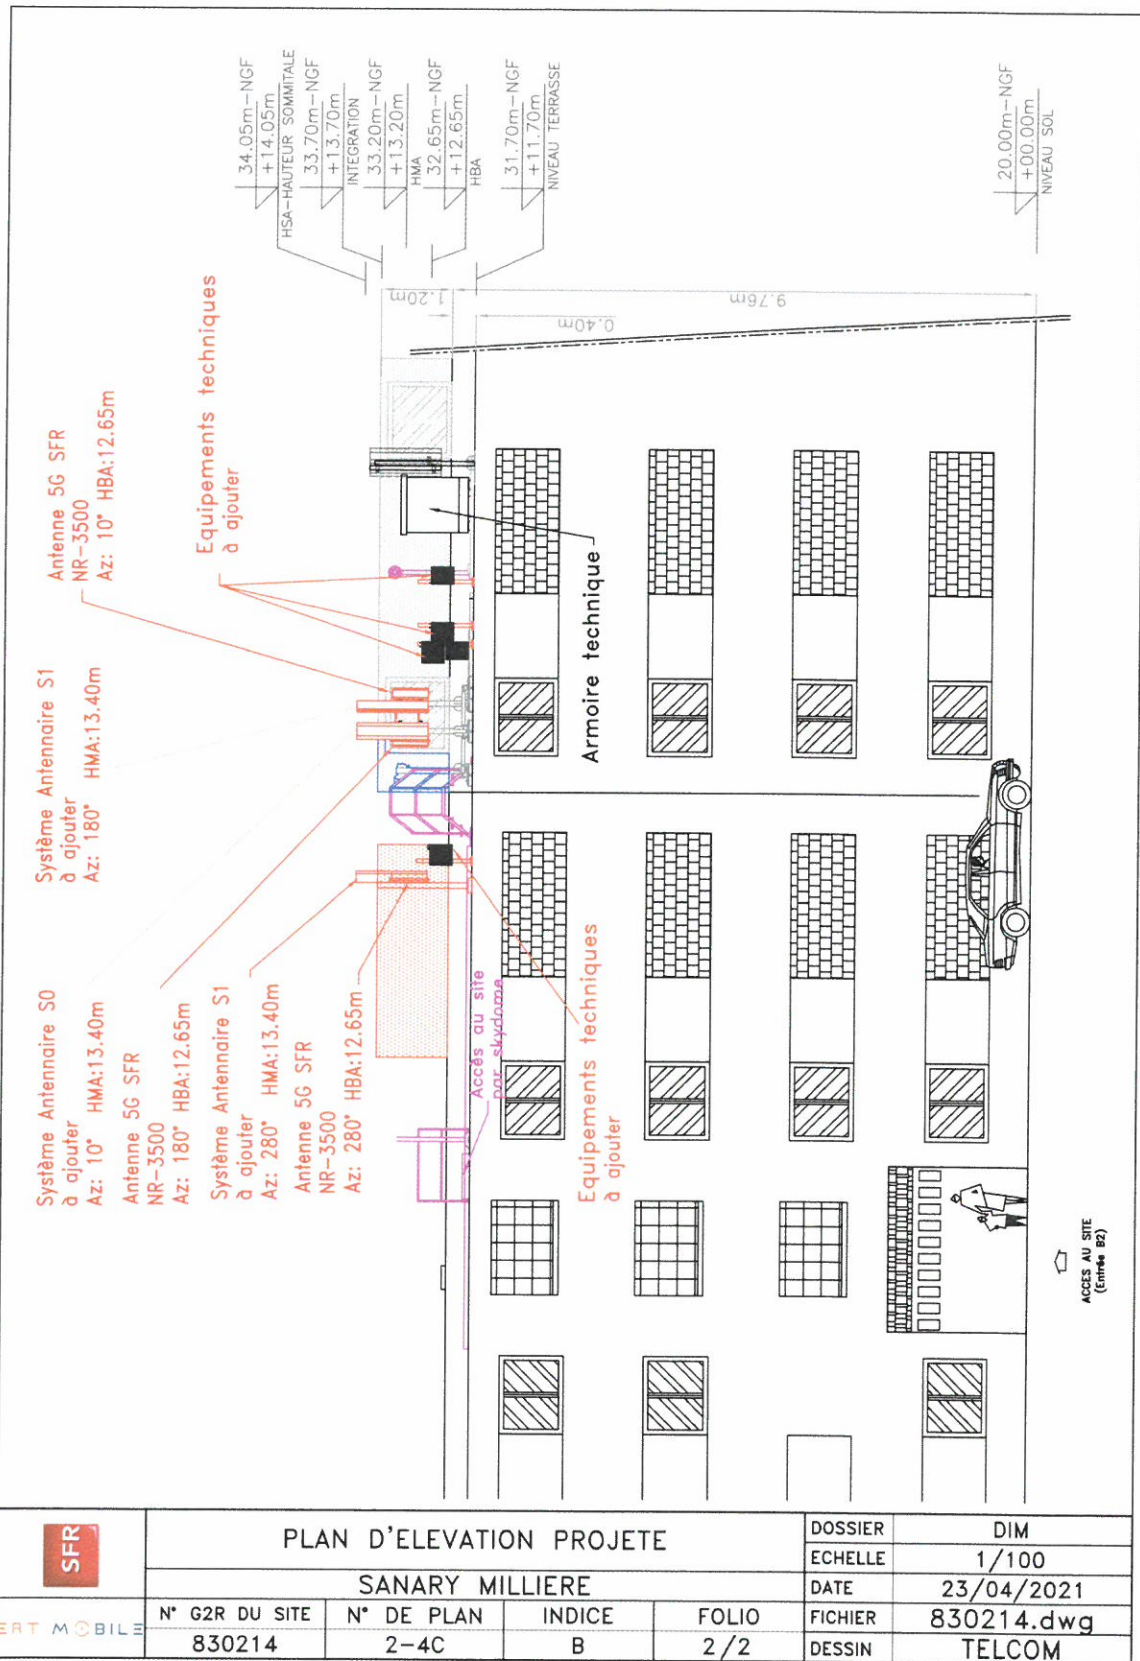 34.05m-NGF
+14.05m
HSA-HAUTEUR SOMMITALE
33.70m-NGF
+13.70m
INTEGRATION
33.20m-NGF
+13.20m
HMA
32.65m-NGF
+12.65m
HBA
31.70m-NGF
+11.70m
NIVEAU TERRASSE
20.00m-NGF
+00.00m
NIVEAU SOL
1.20m
0.40m
9.76m
Antenne 5G SFR
NR-3500
Az: 10° HBA:12.65m
Equipements techniques
à ajouter
Système Antennaire S1
à ajouter
Az: 180° HMA:13.40m
Armoire technique
Système Antennaire S0
à ajouter
Az: 10° HMA:13.40m
Antenne 5G SFR
NR-3500
Az: 180° HBA:12.65m
Système Antennaire S1
à ajouter
Az: 280° HMA:13.40m
Antenne 5G SFR
NR-3500
Az: 280° HBA:12.65m
Accès au site
par skydome
Equipements techniques
à ajouter
ACCES AU SITE
(Entrée B2)
SFR
ERT MOBILE
PLAN D'ELEVATION PROJETE
SANARY MILLIERE
N° G2R DU SITE
830214
N° DE PLAN
2-4C
INDICE
B
FOLIO
2/2
DOSSIER
DIM
ECHELLE
1/100
DATE
23/04/2021
FICHIER
830214.dwg
DESSIN
TELCOM